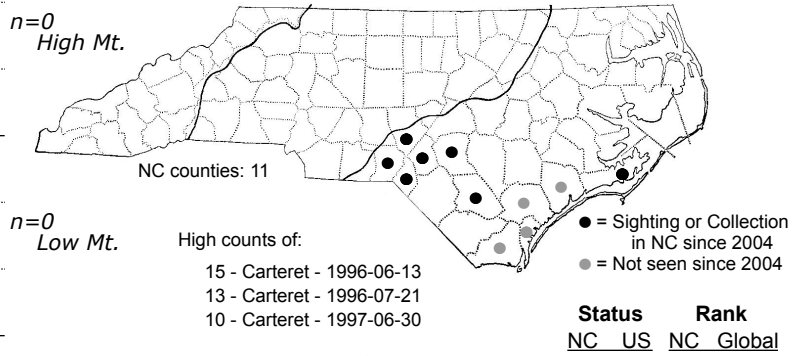 n=0
High Mt.
NC counties: 11
n=0
Low Mt.
High counts of:
15 - Carteret - 1996-06-13
13 - Carteret - 1996-07-21
10 - Carteret - 1997-06-30
= Sighting or Collection
in NC since 2004
= Not seen since 2004
Status Rank
NC US NC Global